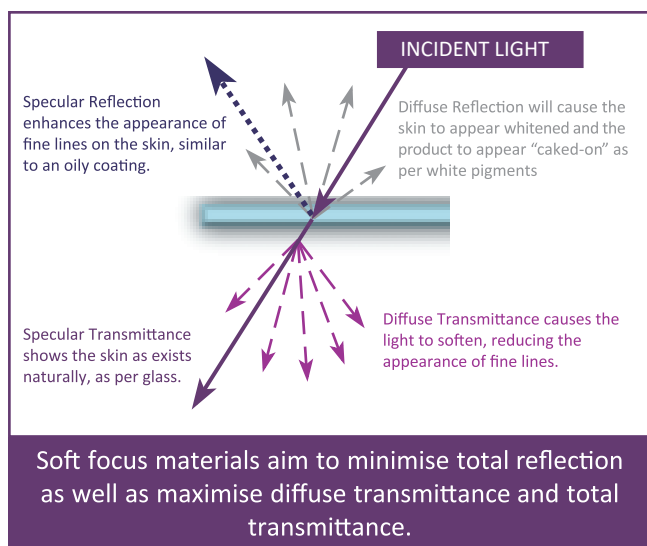 INCIDENT LIGHT
Specular Reflection
enhances the appearance of
fine lines on the skin, similar
to an oily coating.
Diffuse Reflection will cause the
skin to appear whitened and the
product to appear “caked-on” as
per white pigments
Specular Transmittance
shows the skin as exists
naturally, as per glass.
Diffuse Transmittance causes the
light to soften, reducing the
appearance of fine lines.
Soft focus materials aim to minimise total reflection
as well as maximise diffuse transmittance and total
transmittance.